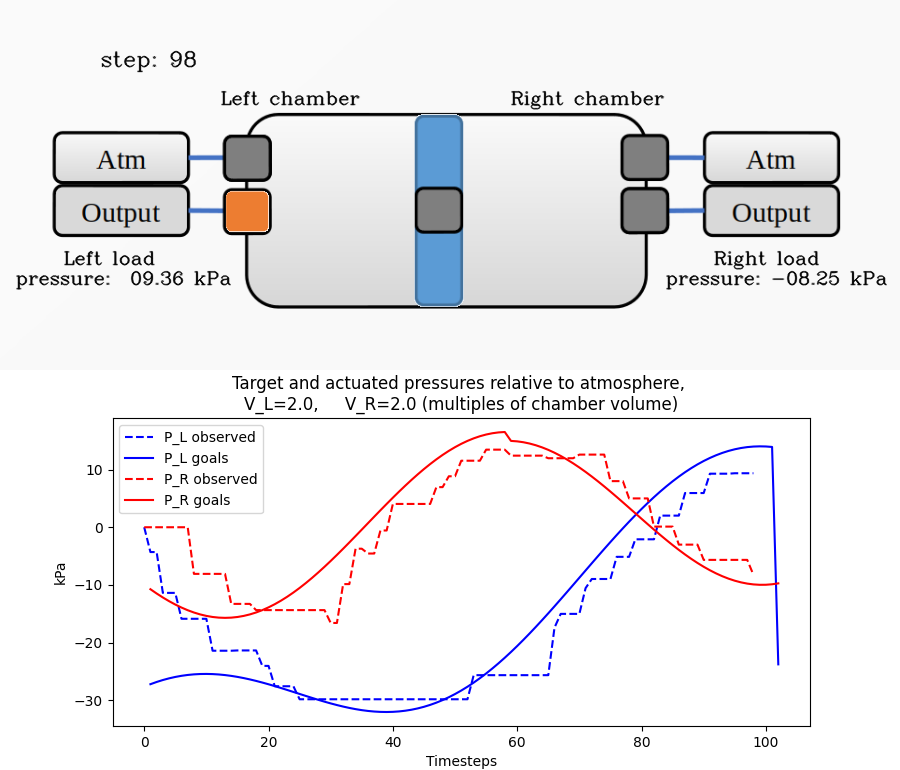 step: 98
Left chamber
Right chamber
Atm
Atm
Output
Output
Left load
pressure: 09.36 kPa
Right load
pressure: −08.25 kPa
Target and actuated pressures relative to atmosphere,
V_L=2.0, V_R=2.0 (multiples of chamber volume)
P_L observed
P_L goals
P_R observed
P_R goals
10
0
−10
−20
−30
kPa
0 20 40 60 80 100
Timesteps